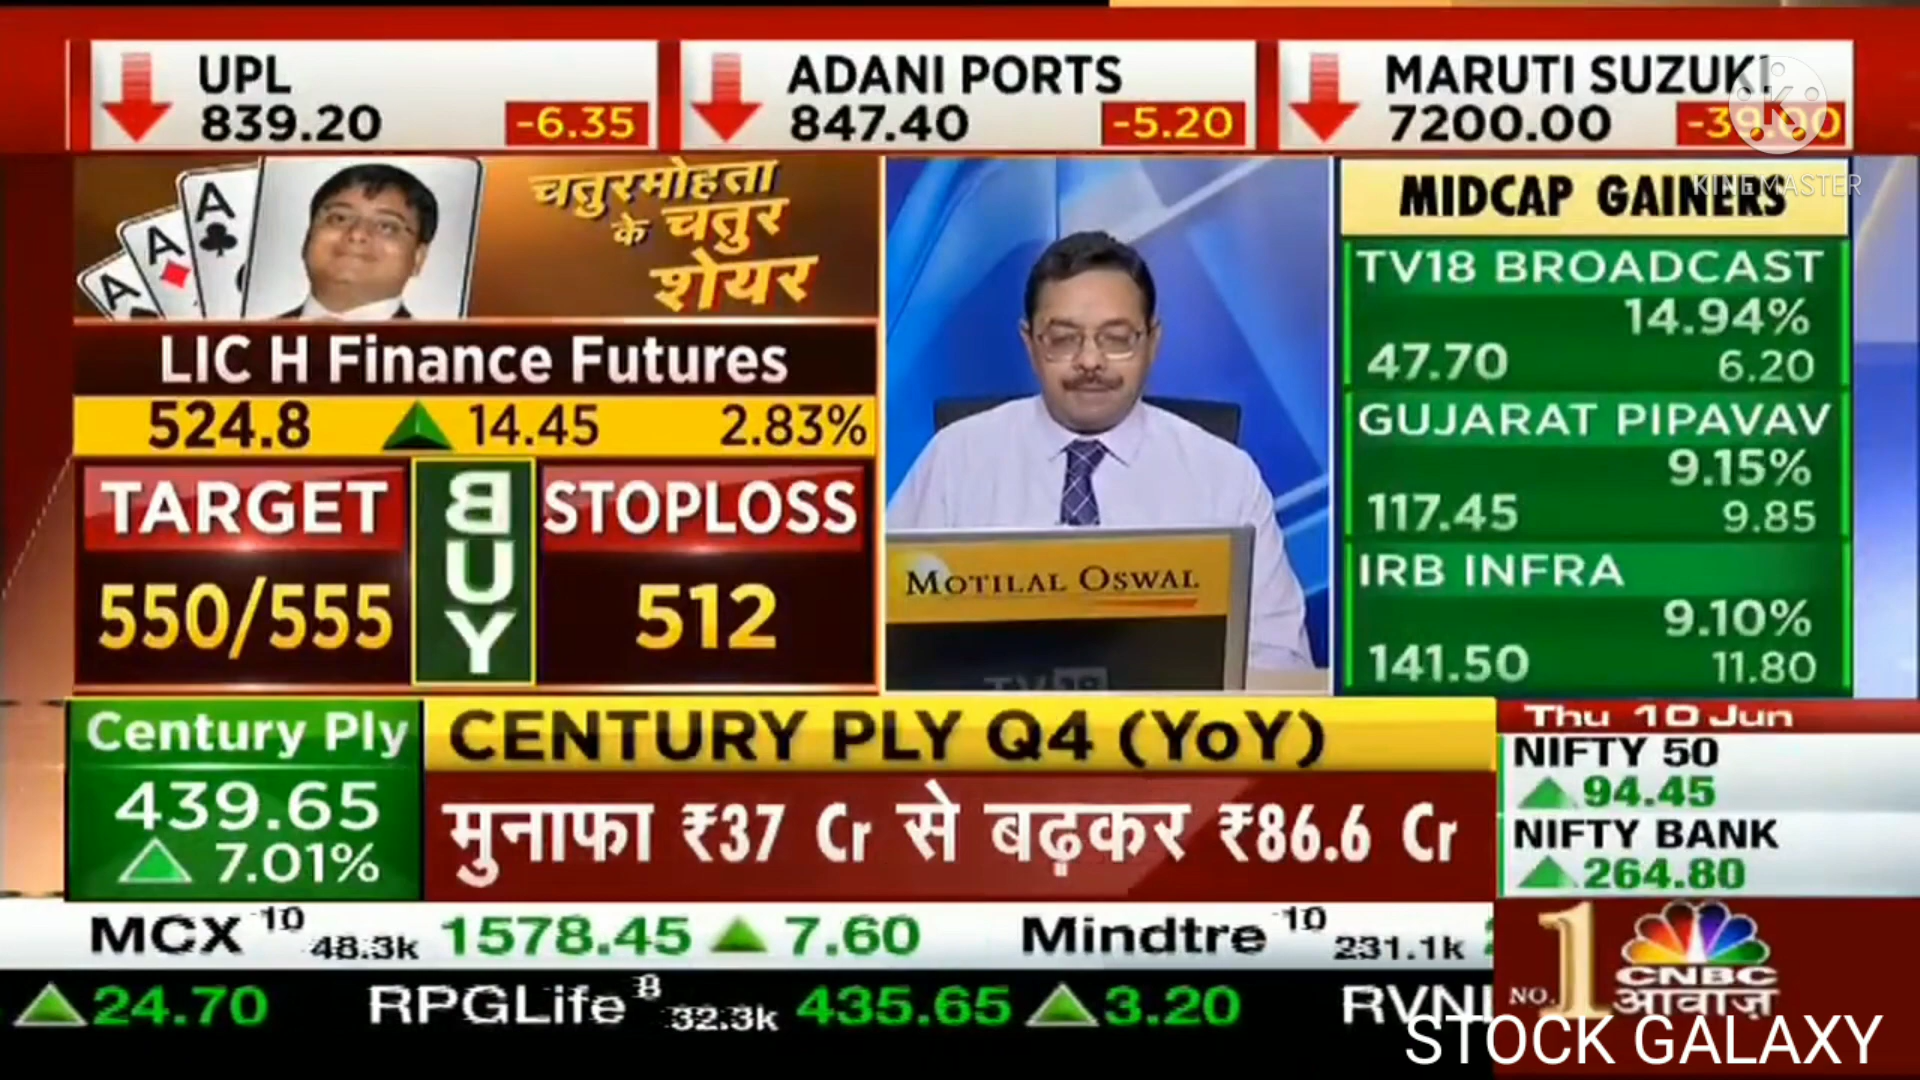 UPL
839.20 -6.35
ADANI PORTS
847.40 -5.20
MARUTI SUZUKI
7200.00 -39.00
KINEMASTER
चतुरमोहता
के चतुर
शेयर
A
A
A
LIC H Finance Futures
524.8 14.45 2.83%
TARGET
550/555
BUY
STOPLOSS
512
MOTILAL OSWAL
TV18
MIDCAP GAINERS
TV18 BROADCAST
14.94%
47.70 6.20
GUJARAT PIPAVAV
9.15%
117.45 9.85
IRB INFRA
9.10%
141.50 11.80
Century Ply
439.65
7.01%
CENTURY PLY Q4 (YoY)
मुनाफा ₹37 Cr से बढ़कर ₹86.6 Cr
Thu 10 Jun
NIFTY 50
94.45
NIFTY BANK
264.80
MCX 10 48.3k 1578.45 7.60 Mindtre 10 231.1k
24.70 RPGLife 8 32.3k 435.65 3.20 RVNL
NO. 1 CNBC
आवाज़
STOCK GALAXY